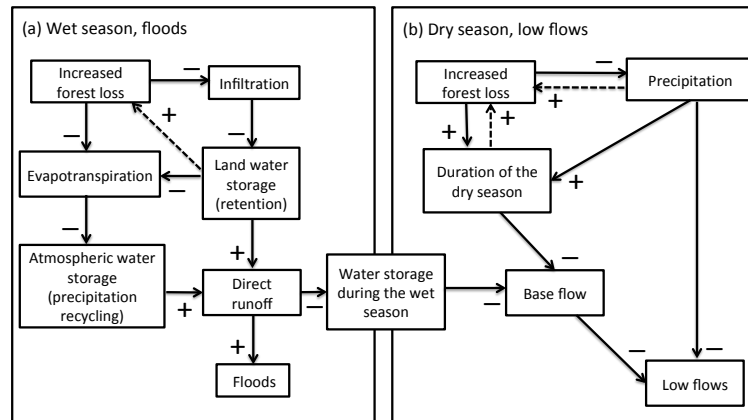 (a) Wet season, floods
Increased
forest loss
−
Infiltration
−
+
−
Evapotranspiration
−
Land water
storage
(retention)
−
+
Atmospheric water
storage
(precipitation
recycling)
+
Direct
runoff
−
Water storage
during the wet
season
+
Floods
(b) Dry season, low flows
Increased
forest loss
−
+
Precipitation
+
+
Duration of the
dry season
+
−
−
Base flow
−
−
Low flows